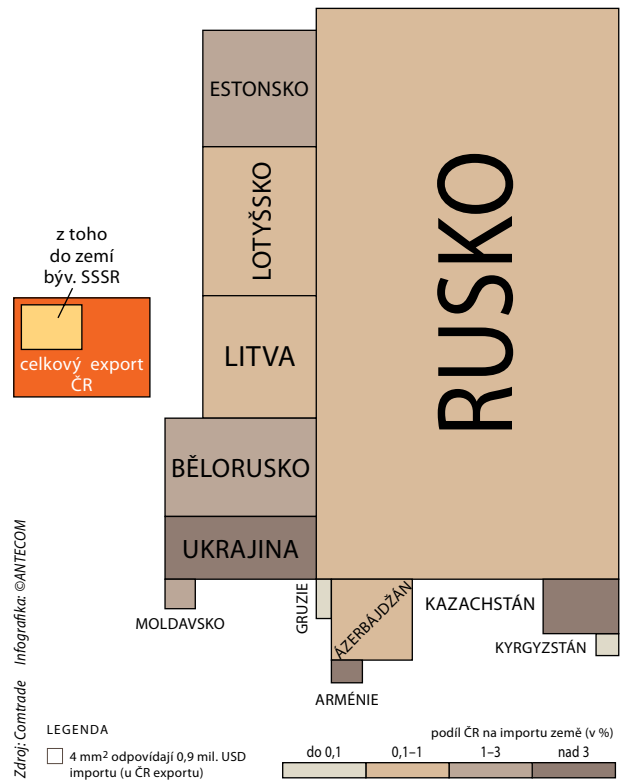 ESTONSKO
LOTYŠSKO
RUSKO
z toho
do zemí
býv. SSSR
celkový export
ČR
LITVA
BĚLORUSKO
UKRAJINA
MOLDAVSKO
GRUZIE
ÁZERBÁJDŽÁN
KAZACHSTÁN
KYRGYZSTÁN
ARMÉNIE
Zdroj: Comtrade Infografika: ©ANTECOM
LEGENDA
4 mm² odpovídají 0,9 mil. USD
importu (u ČR exportu)
podíl ČR na importu země (v %)
do 0,1 0,1–1 1–3 nad 3